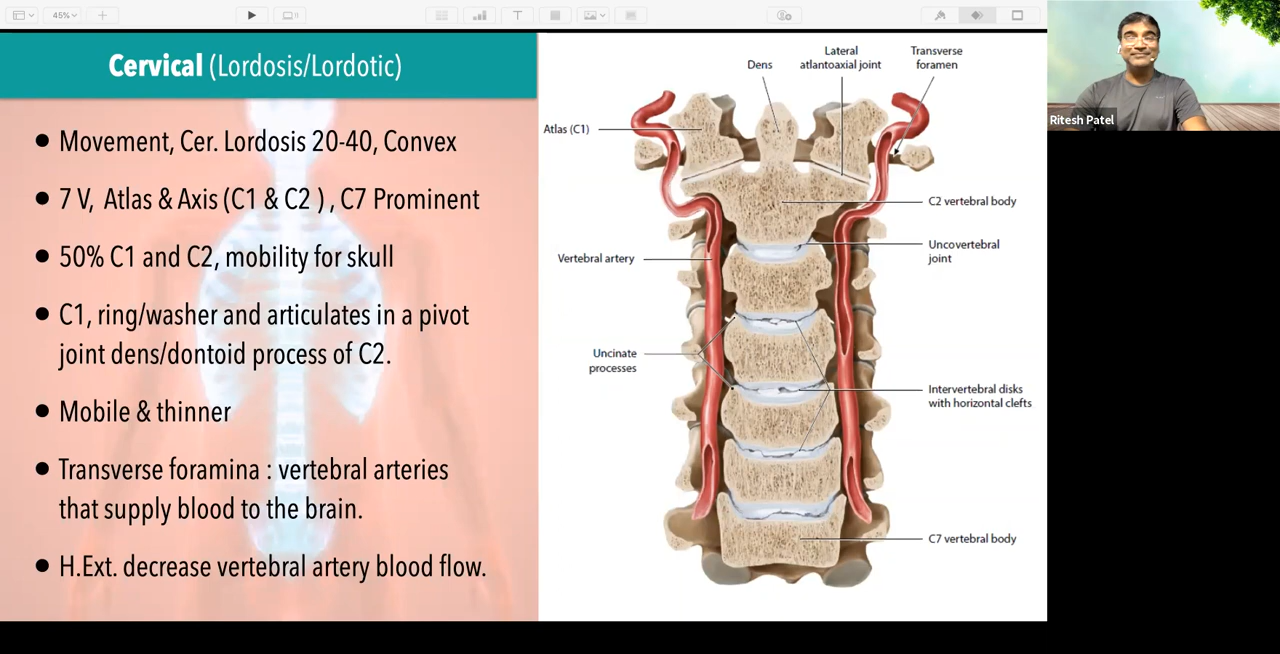 45%
Cervical (Lordosis/Lordotic)
• Movement, Cer. Lordosis 20-40, Convex
• 7 V, Atlas & Axis (C1 & C2 ) , C7 Prominent
• 50% C1 and C2, mobility for skull
• C1, ring/washer and articulates in a pivot
joint dens/dontoid process of C2.
• Mobile & thinner
• Transverse foramina : vertebral arteries
that supply blood to the brain.
• H.Ext. decrease vertebral artery blood flow.
Dens
Lateral
atlantoaxial joint
Transverse
foramen
Atlas (C1)
C2 vertebral body
Uncovertebral
joint
Vertebral artery
Uncinate
processes
Intervertebral disks
with horizontal clefts
C7 vertebral body
Ritesh Patel